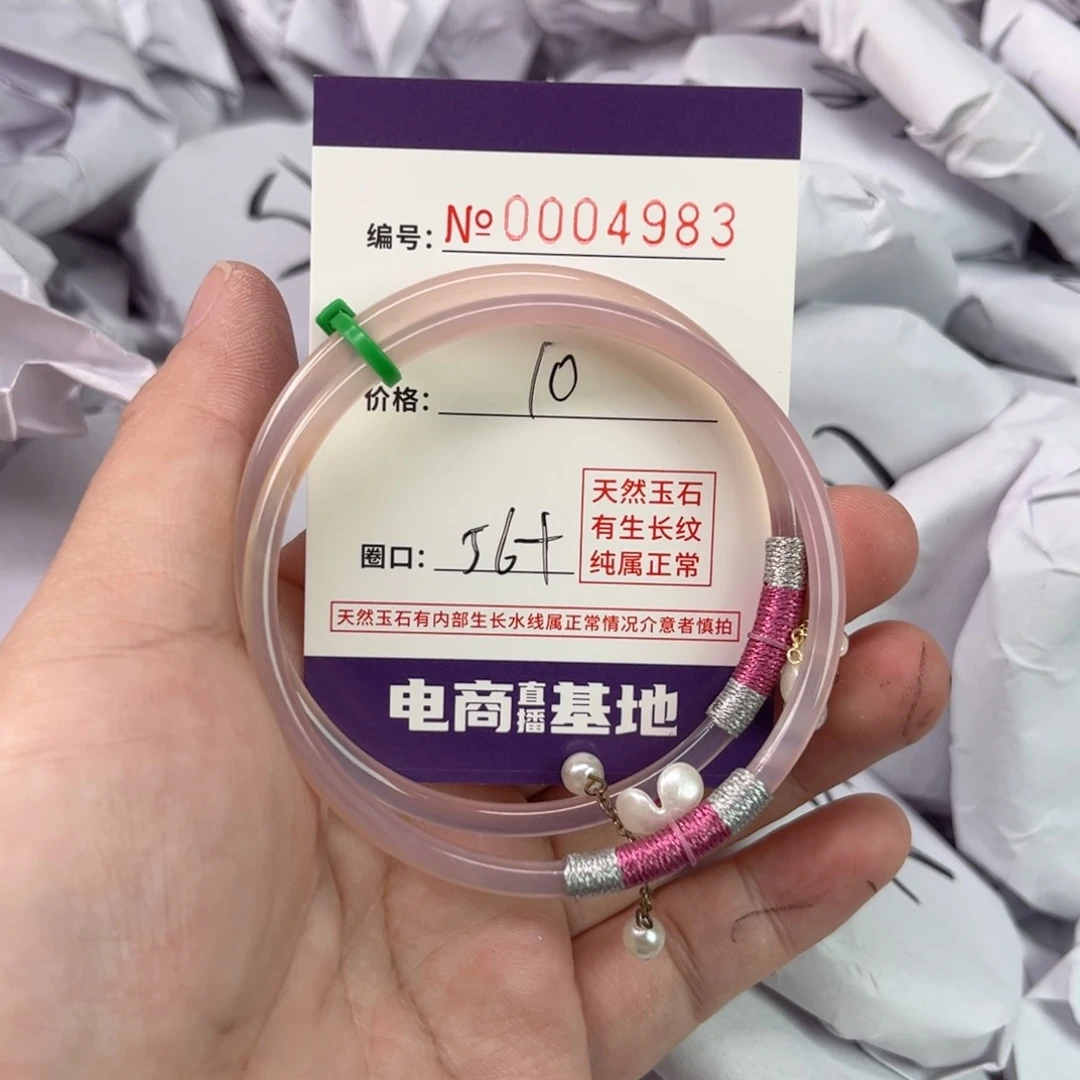 编号: № 0004983
价格: 10
天然玉石
有生长纹
纯属正常
圈口: 56+
天然玉石有内部生长水线属正常情况介意者慎拍
电商直播基地